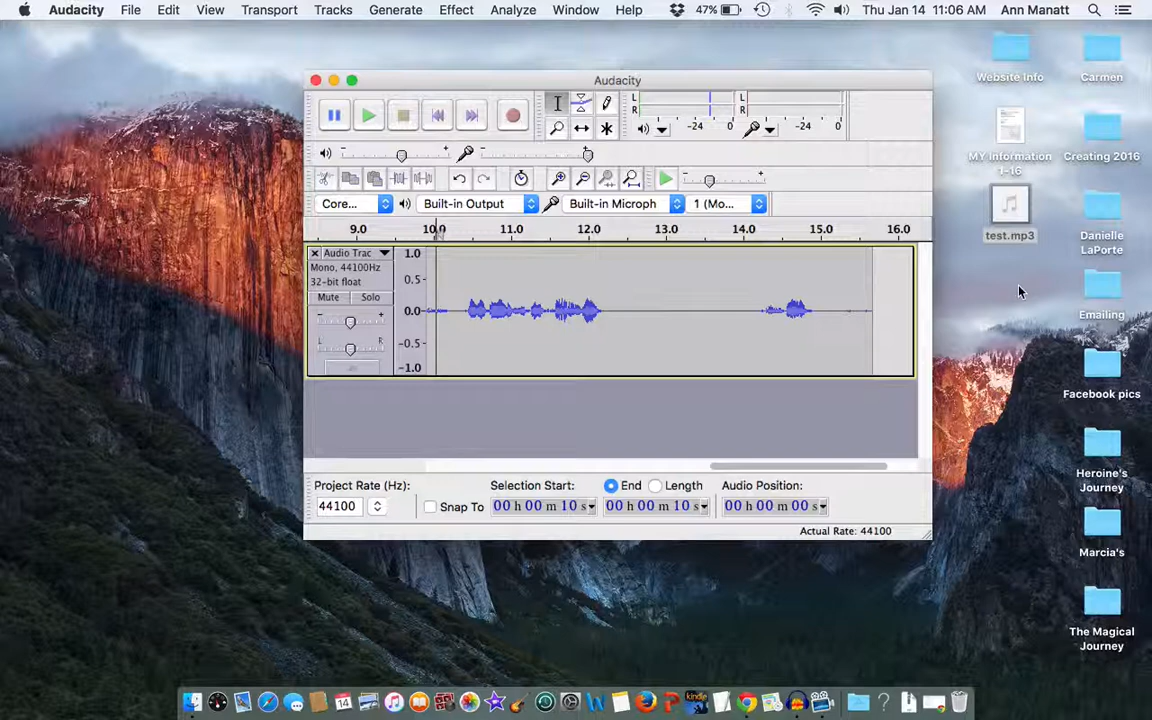 Audacity File Edit View Transport Tracks Generate Effect Analyze Window Help 47% Thu Jan 14 11:06 AM Ann Manatt
Audacity
L
R
-24 0
L
R
-24 0
Core... Built-in Output Built-in Microph 1 (Mo...
9.0 10.0 11.0 12.0 13.0 14.0 15.0 16.0
Audio Trac
Mono, 44100Hz
32-bit float
Mute Solo
- +
L R
1.0
0.5
0.0
-0.5
-1.0
Project Rate (Hz):
44100
Snap To
Selection Start:
00 h 00 m 10 s
End Length
00 h 00 m 10 s
Audio Position:
00 h 00 m 00 s
Actual Rate: 44100
Website Info
MY Information
1-16
test.mp3
Carmen
Creating 2016
Danielle
LaPorte
Emailing
Facebook pics
Heroine's
Journey
Marcia's
The Magical
Journey
14
kindle